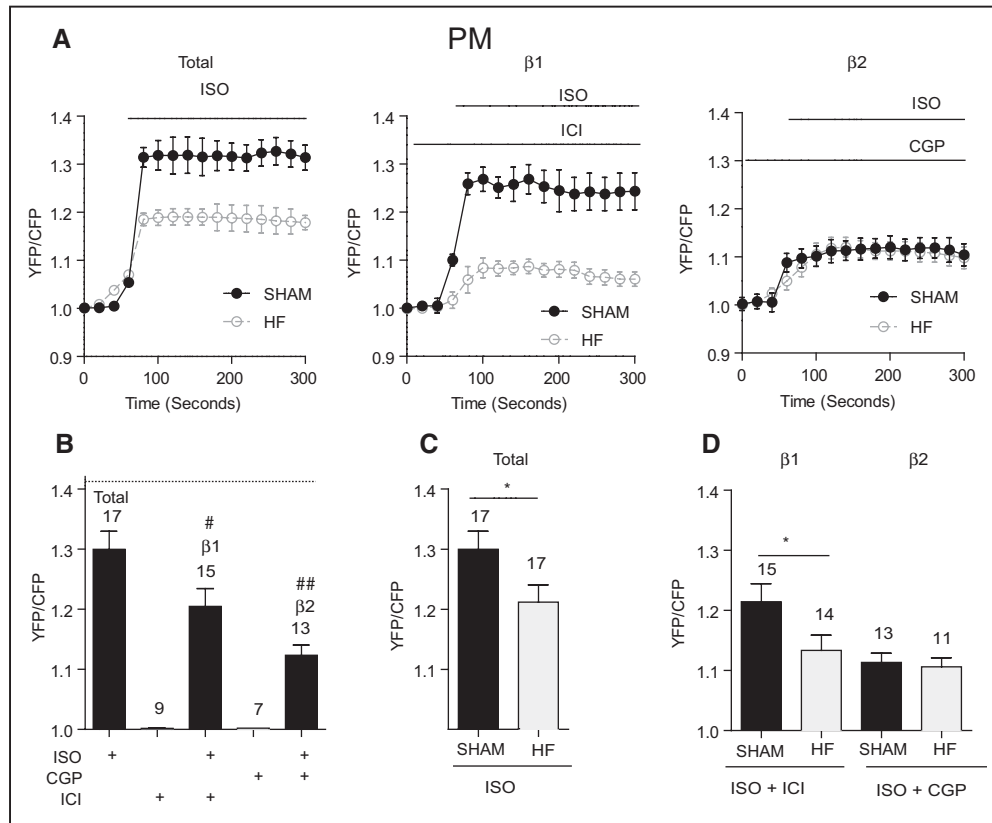 A
PM
Total
β1
β2
ISO
ISO
ICI
ISO
CGP
1.4
1.3
1.2
1.1
1.0
0.9
YFP/CFP
SHAM
HF
0 100 200 300
Time (Seconds)
1.4
1.3
1.2
1.1
1.0
0.9
YFP/CFP
SHAM
HF
0 100 200 300
Time (Seconds)
1.4
1.3
1.2
1.1
1.0
0.9
YFP/CFP
SHAM
HF
0 100 200 300
Time (Seconds)
B
1.4
1.3
1.2
1.1
1.0
YFP/CFP
Total
17
9
#
β1
15
7
##
β2
13
ISO + + +
CGP + +
ICI + +
C
Total
*
1.4
1.3
1.2
1.1
1.0
YFP/CFP
17
17
SHAM HF
ISO
D
β1 β2
*
1.4
1.3
1.2
1.1
1.0
YFP/CFP
15
14
13
11
SHAM HF SHAM HF
ISO + ICI ISO + CGP